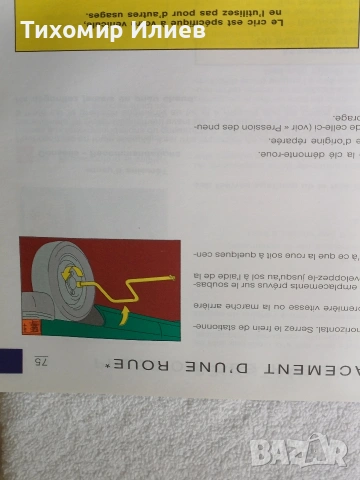 Тихомир Илиев
75
ACEMENT D'UNE ROUE*
horizontal. Serrez le frein de stationne-
première vitesse ou la marche arrière
emplacements prévus sur le soubas-
veloppez-le jusqu'au sol à l'aide de la
'à ce que la roue soit à quelques cen-
la clé démonte-roue.
e d'origine réparée.
de celle-ci (voir « Pression des pneu-
orage.
Le cric est spécifique à votre véhicule,
ne l'utilisez pas pour d'autres usages.
BAZAR
bg